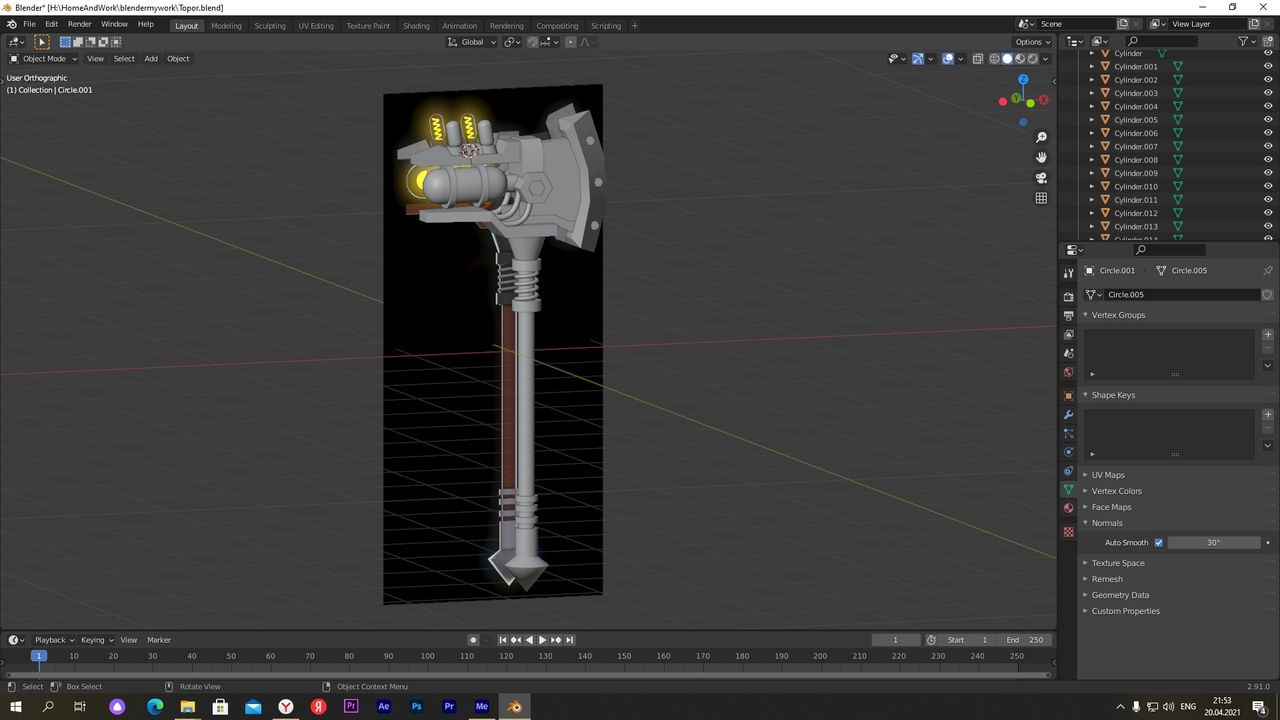 Blender* [H:\HomeAndWork\blendermywork\Topor.blend]
File Edit Render Window Help
Layout Modeling Sculpting UV Editing Texture Paint Shading Animation Rendering Compositing Scripting
Scene
View Layer
Global
Options
Object Mode View Select Add Object
User Orthographic
(1) Collection | Circle.001
Z
X
Y
Cylinder
Cylinder.001
Cylinder.002
Cylinder.003
Cylinder.004
Cylinder.005
Cylinder.006
Cylinder.007
Cylinder.008
Cylinder.009
Cylinder.010
Cylinder.011
Cylinder.012
Cylinder.013
Cylinder.014
Circle.001 Circle.005
Circle.005
Vertex Groups
Shape Keys
UV Maps
Vertex Colors
Face Maps
Normals
Auto Smooth 30°
Texture Space
Remesh
Geometry Data
Custom Properties
Playback Keying View Marker
1 Start 1 End 250
1 10 20 30 40 50 60 70 80 90 100 110 120 130 140 150 160 170 180 190 200 210 220 230 240 250
Select Box Select Rotate View Object Context Menu
2.91.0
Я Pr Ae Ps Pr Me
ENG
21:53
20.04.2021
4